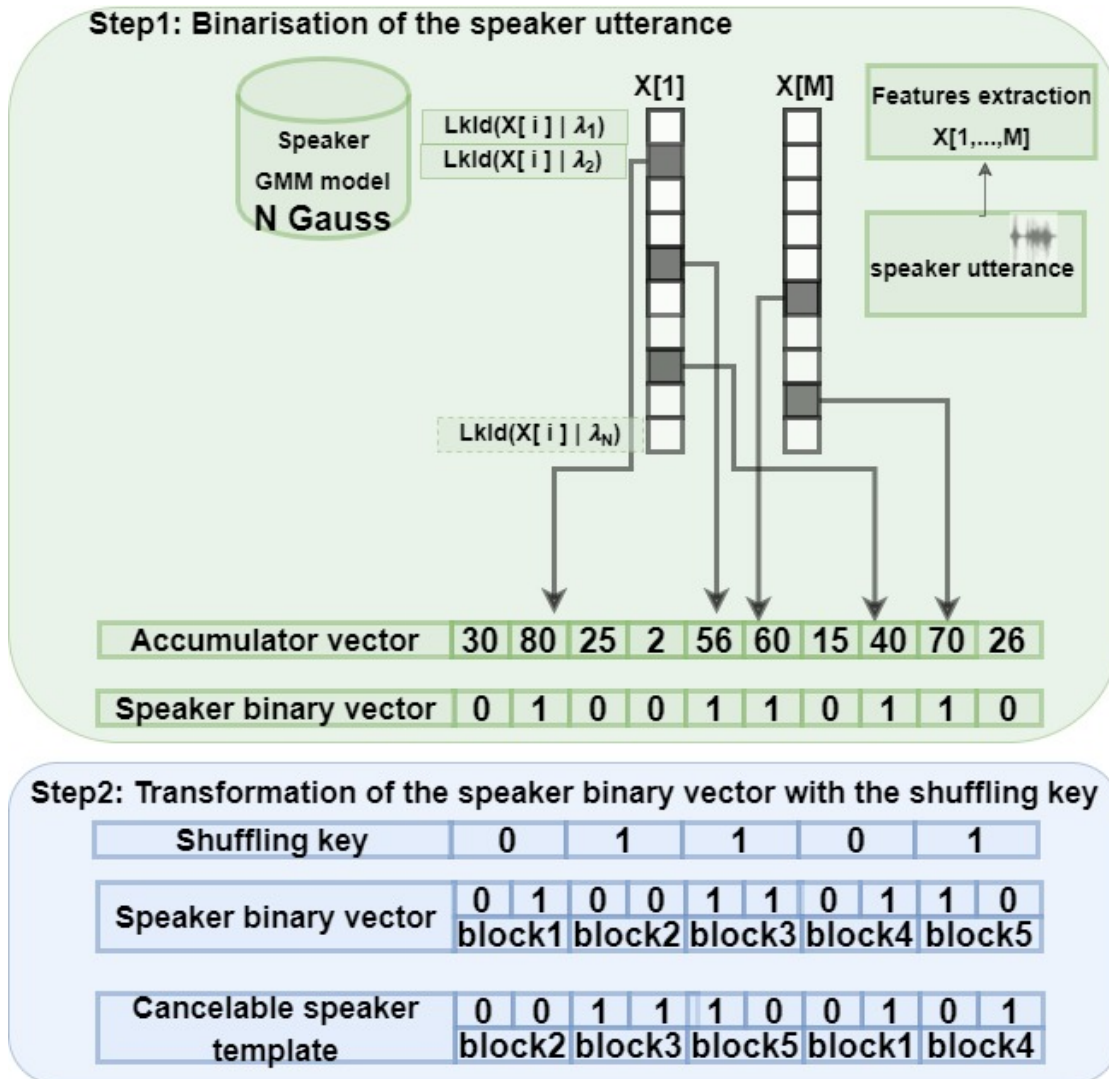 Step1: Binarisation of the speaker utterance
Speaker
GMM model
N Gauss
LkId(X[ i ] | λ₁)
LkId(X[ i ] | λ₂)
LkId(X[ i ] | λN)
X[1]
X[M]
Features extraction
X[1,...,M]
speaker utterance
Accumulator vector 30 80 25 2 56 60 15 40 70 26
Speaker binary vector 0 1 0 0 1 1 0 1 1 0
Step2: Transformation of the speaker binary vector with the shuffling key
Shuffling key 0 1 1 0 1
Speaker binary vector 0 1 0 0 1 1 0 1 1 0
block1 block2 block3 block4 block5
Cancelable speaker template 0 0 1 1 1 0 0 1 0 1
block2 block3 block5 block1 block4